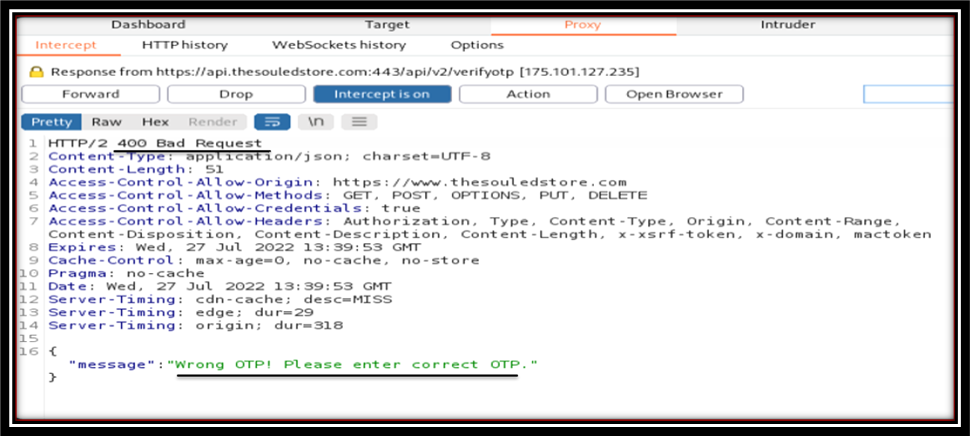 Dashboard Target Proxy Intruder
Intercept HTTP history WebSockets history Options
Response from https://api.thesouledstore.com:443/api/v2/verifyotp [175.101.127.235]
Forward Drop Intercept is on Action Open Browser
Pretty Raw Hex Render \n
1 HTTP/2 400 Bad Request
2 Content-Type: application/json; charset=UTF-8
3 Content-Length: 51
4 Access-Control-Allow-Origin: https://www.thesouledstore.com
5 Access-Control-Allow-Methods: GET, POST, OPTIONS, PUT, DELETE
6 Access-Control-Allow-Credentials: true
7 Access-Control-Allow-Headers: Authorization, Type, Content-Type, Origin, Content-Range,
Content-Disposition, Content-Description, Content-Length, x-xsrf-token, x-domain, mactoken
8 Expires: Wed, 27 Jul 2022 13:39:53 GMT
9 Cache-Control: max-age=0, no-cache, no-store
10 Pragma: no-cache
11 Date: Wed, 27 Jul 2022 13:39:53 GMT
12 Server-Timing: cdn-cache; desc=MISS
13 Server-Timing: edge; dur=29
14 Server-Timing: origin; dur=318
15
16 {
"message":"Wrong OTP! Please enter correct OTP."
}